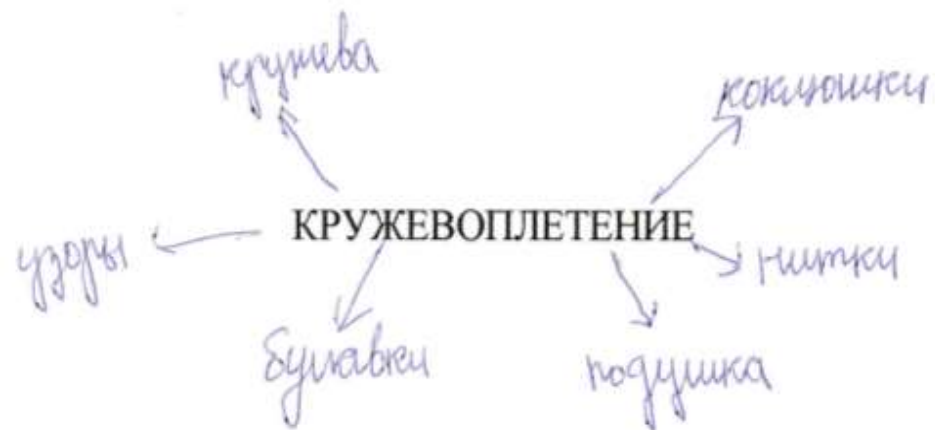 кружева
коклюшки
КРУЖЕВОПЛЕТЕНИЕ
узоры
нитки
булавки
подушка